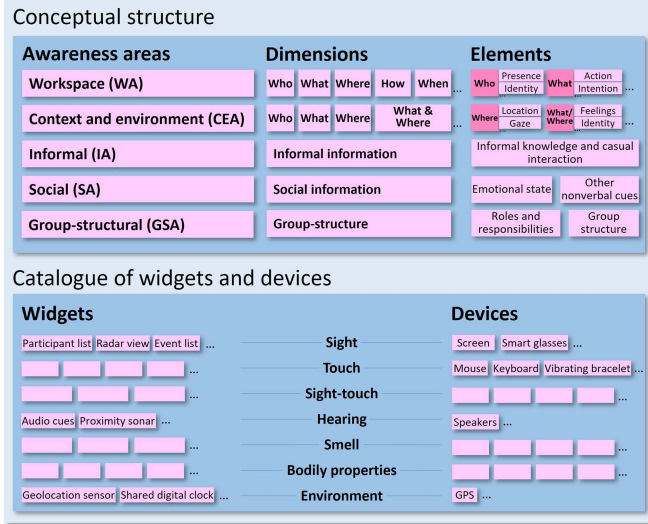 Conceptual structure
Awareness areas Dimensions Elements
Workspace (WA) Who What Where How When ... Who Presence Identity ... What Action Intention ...
Context and environment (CEA) Who What Where What & Where ... Where Location Gaze ... What/ Where Feelings Identity ...
Informal (IA) Informal information Informal knowledge and casual interaction
Social (SA) Social information Emotional state Other nonverbal cues
Group-structural (GSA) Group-structure Roles and responsibilities Group structure
Catalogue of widgets and devices
Widgets Devices
Participant list Radar view Event list ... Sight Screen Smart glasses ...
... Touch Mouse Keyboard Vibrating bracelet ...
... Sight-touch ...
Audio cues Proximity sonar ... Hearing Speakers ...
... Smell ...
... Bodily properties ...
Geolocation sensor Shared digital clock ... Environment GPS ...